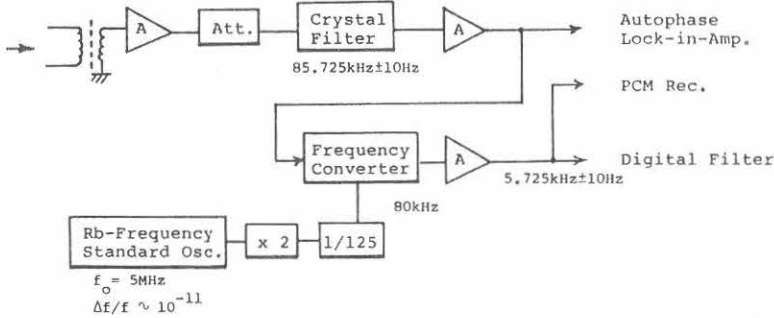 A
Att.
Crystal
Filter
A
Autophase
Lock-in-Amp.
85.725kHz±10Hz
PCM Rec.
Frequency
Converter
A
Digital Filter
5.725kHz±10Hz
80kHz
Rb-Frequency
Standard Osc.
x 2
1/125
f₀ = 5MHz
Δf/f ∿ 10⁻¹¹